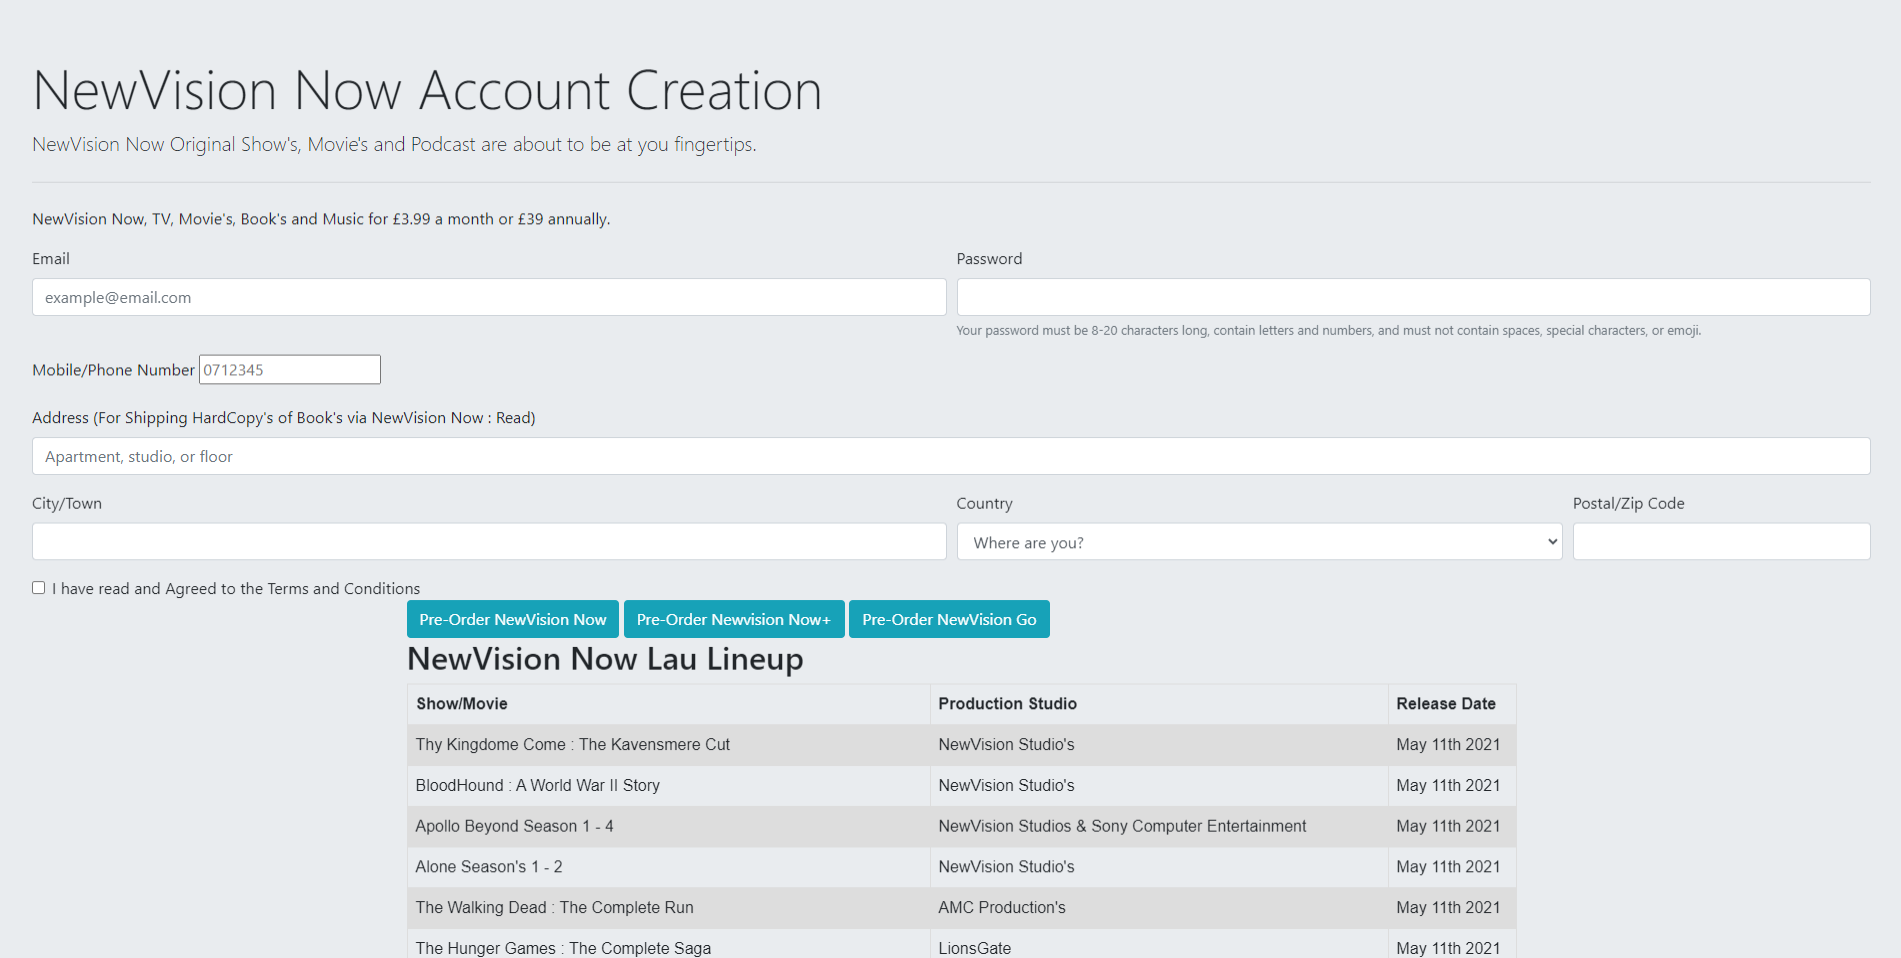 NewVision Now Account Creation
NewVision Now Original Show's, Movie's and Podcast are about to be at you fingertips.
NewVision Now, TV, Movie's, Book's and Music for £3.99 a month or £39 annually.
Email Password
example@email.com
Your password must be 8-20 characters long, contain letters and numbers, and must not contain spaces, special characters, or emoji.
Mobile/Phone Number 0712345
Address (For Shipping HardCopy's of Book's via NewVision Now : Read)
Apartment, studio, or floor
City/Town Country Postal/Zip Code
Where are you?
I have read and Agreed to the Terms and Conditions
Pre-Order NewVision Now Pre-Order Newvision Now+ Pre-Order NewVision Go
NewVision Now Lau Lineup
Show/Movie Production Studio Release Date
Thy Kingdome Come : The Kavensmere Cut NewVision Studio's May 11th 2021
BloodHound : A World War II Story NewVision Studio's May 11th 2021
Apollo Beyond Season 1 - 4 NewVision Studios & Sony Computer Entertainment May 11th 2021
Alone Season's 1 - 2 NewVision Studio's May 11th 2021
The Walking Dead : The Complete Run AMC Production's May 11th 2021
The Hunger Games : The Complete Saga LionsGate May 11th 2021